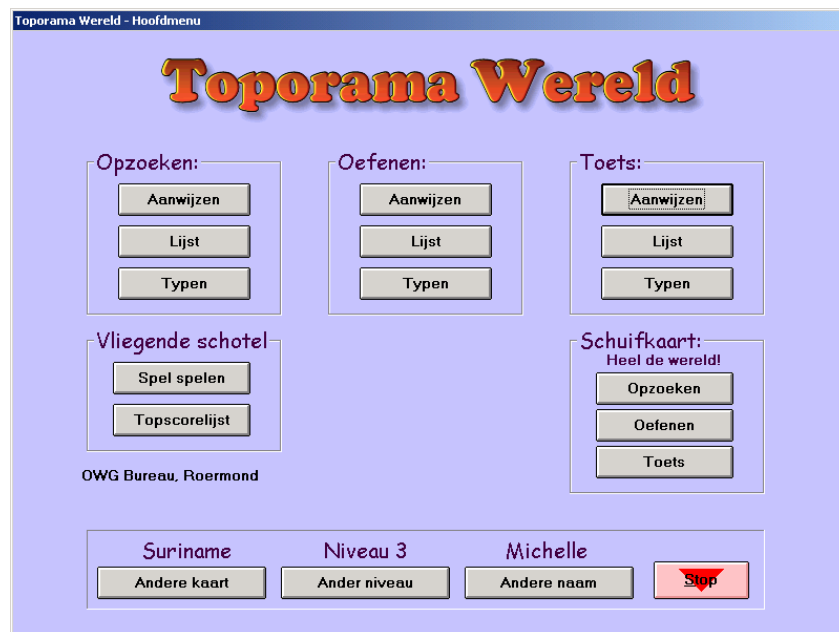 Toporama Wereld - Hoofdmenu
Toporama Wereld
Opzoeken:
Aanwijzen
Lijst
Typen
Oefenen:
Aanwijzen
Lijst
Typen
Toets:
Aanwijzen
Lijst
Typen
Vliegende schotel
Spel spelen
Topscorelijst
Schuifkaart:
Heel de wereld!
Opzoeken
Oefenen
Toets
OWG Bureau, Roermond
Suriname
Andere kaart
Niveau 3
Ander niveau
Michelle
Andere naam
Stop